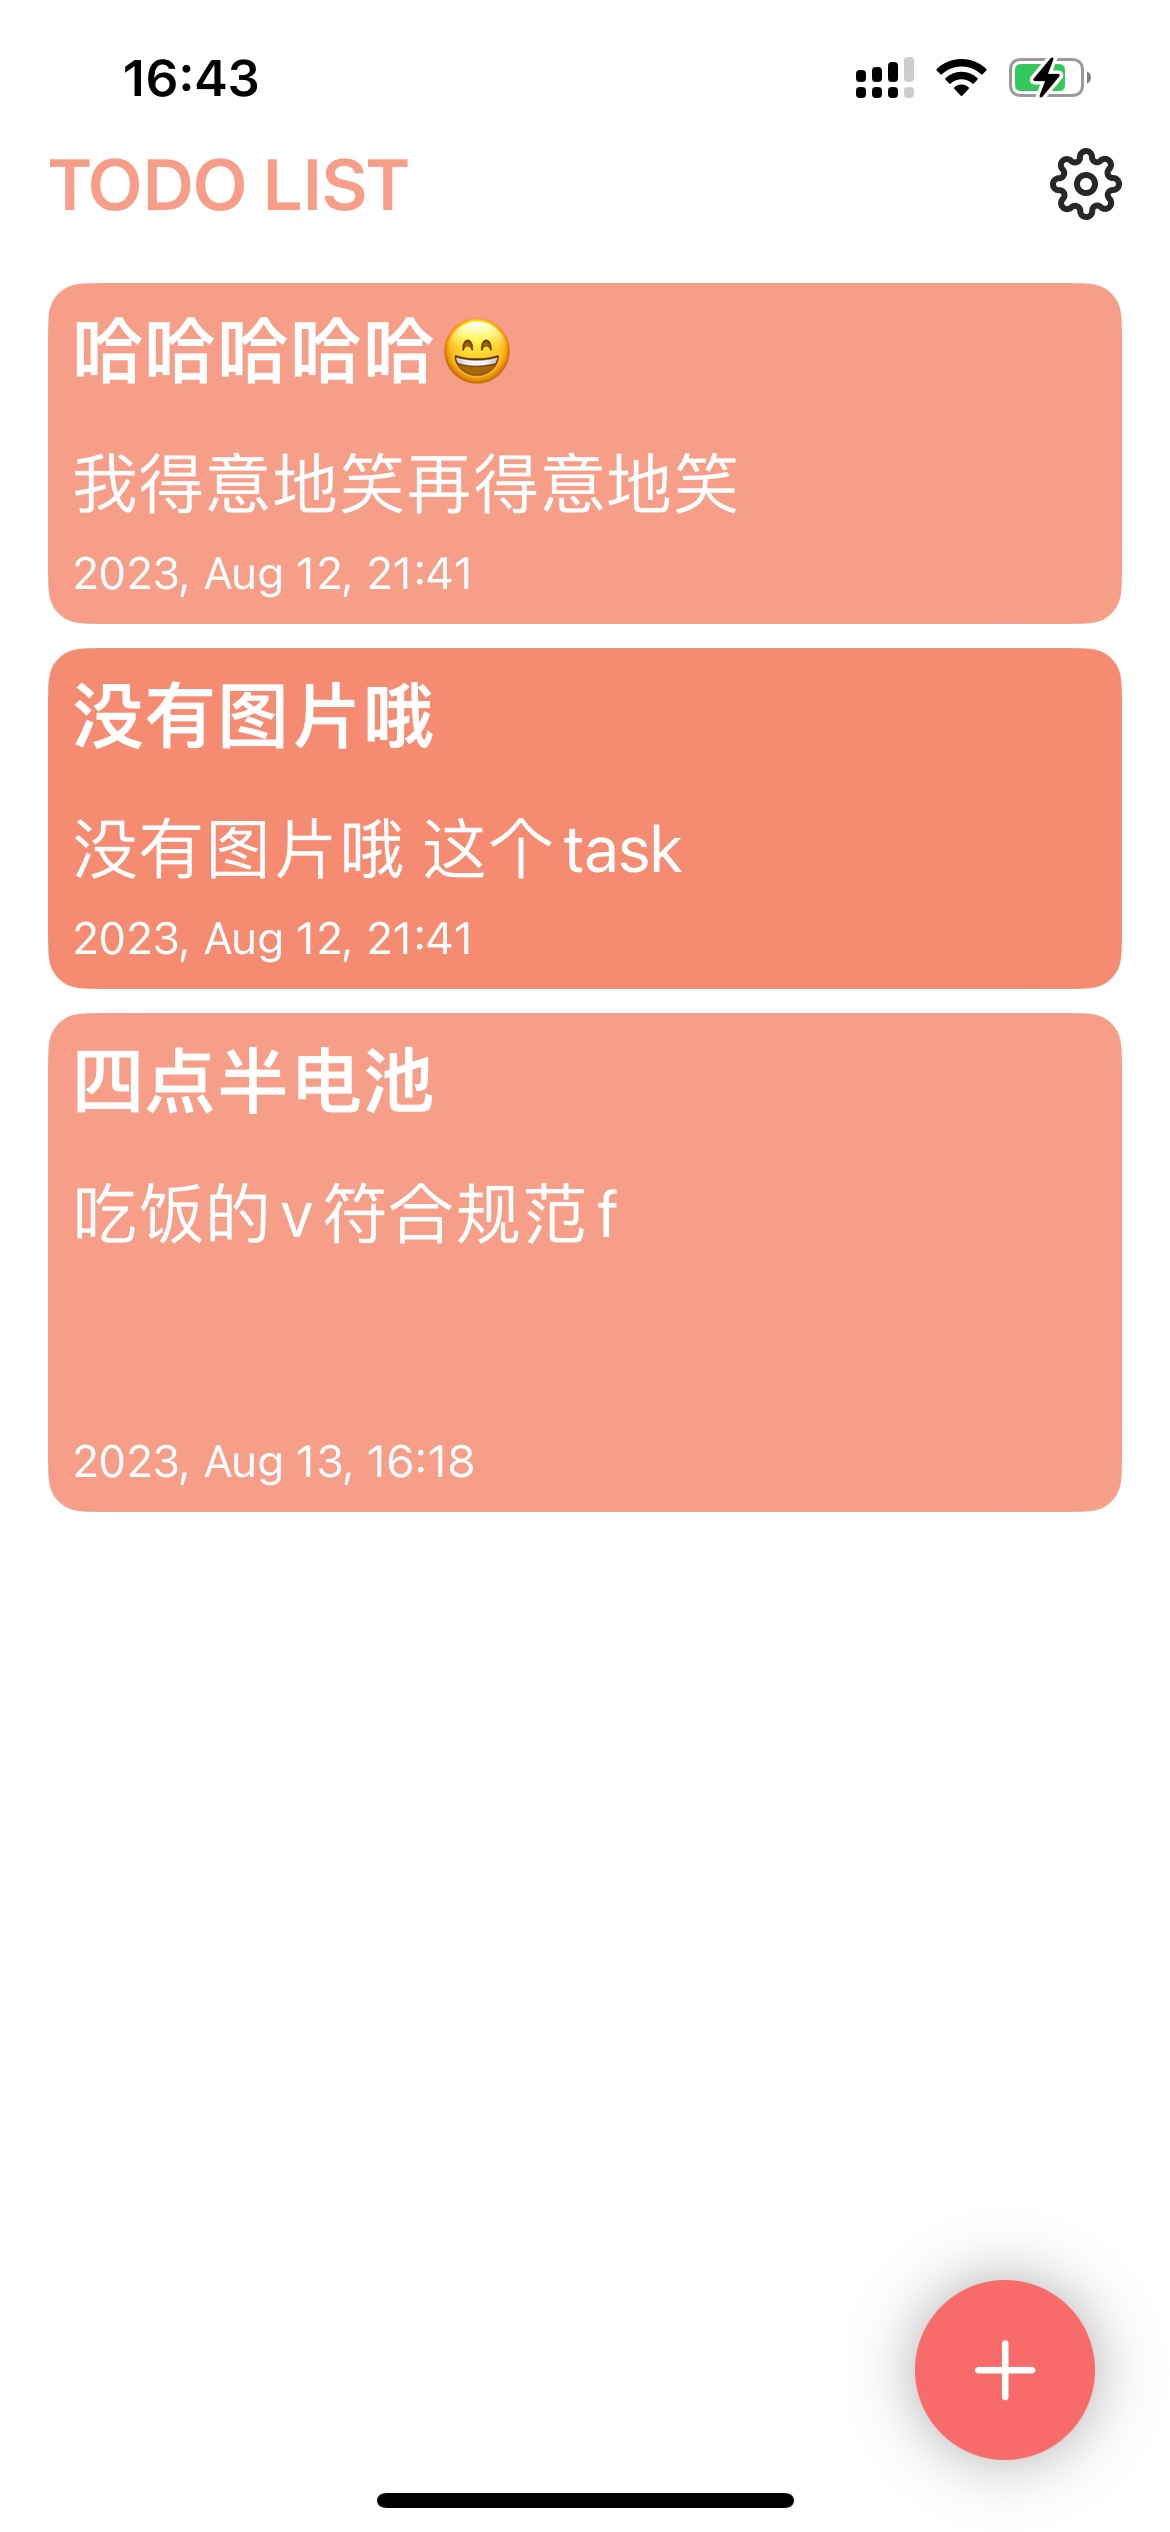 16:43
TODO LIST
哈哈哈哈哈😄
我得意地笑再得意地笑
2023, Aug 12, 21:41
没有图片哦
没有图片哦 这个task
2023, Aug 12, 21:41
四点半电池
吃饭的v符合规范f
2023, Aug 13, 16:18